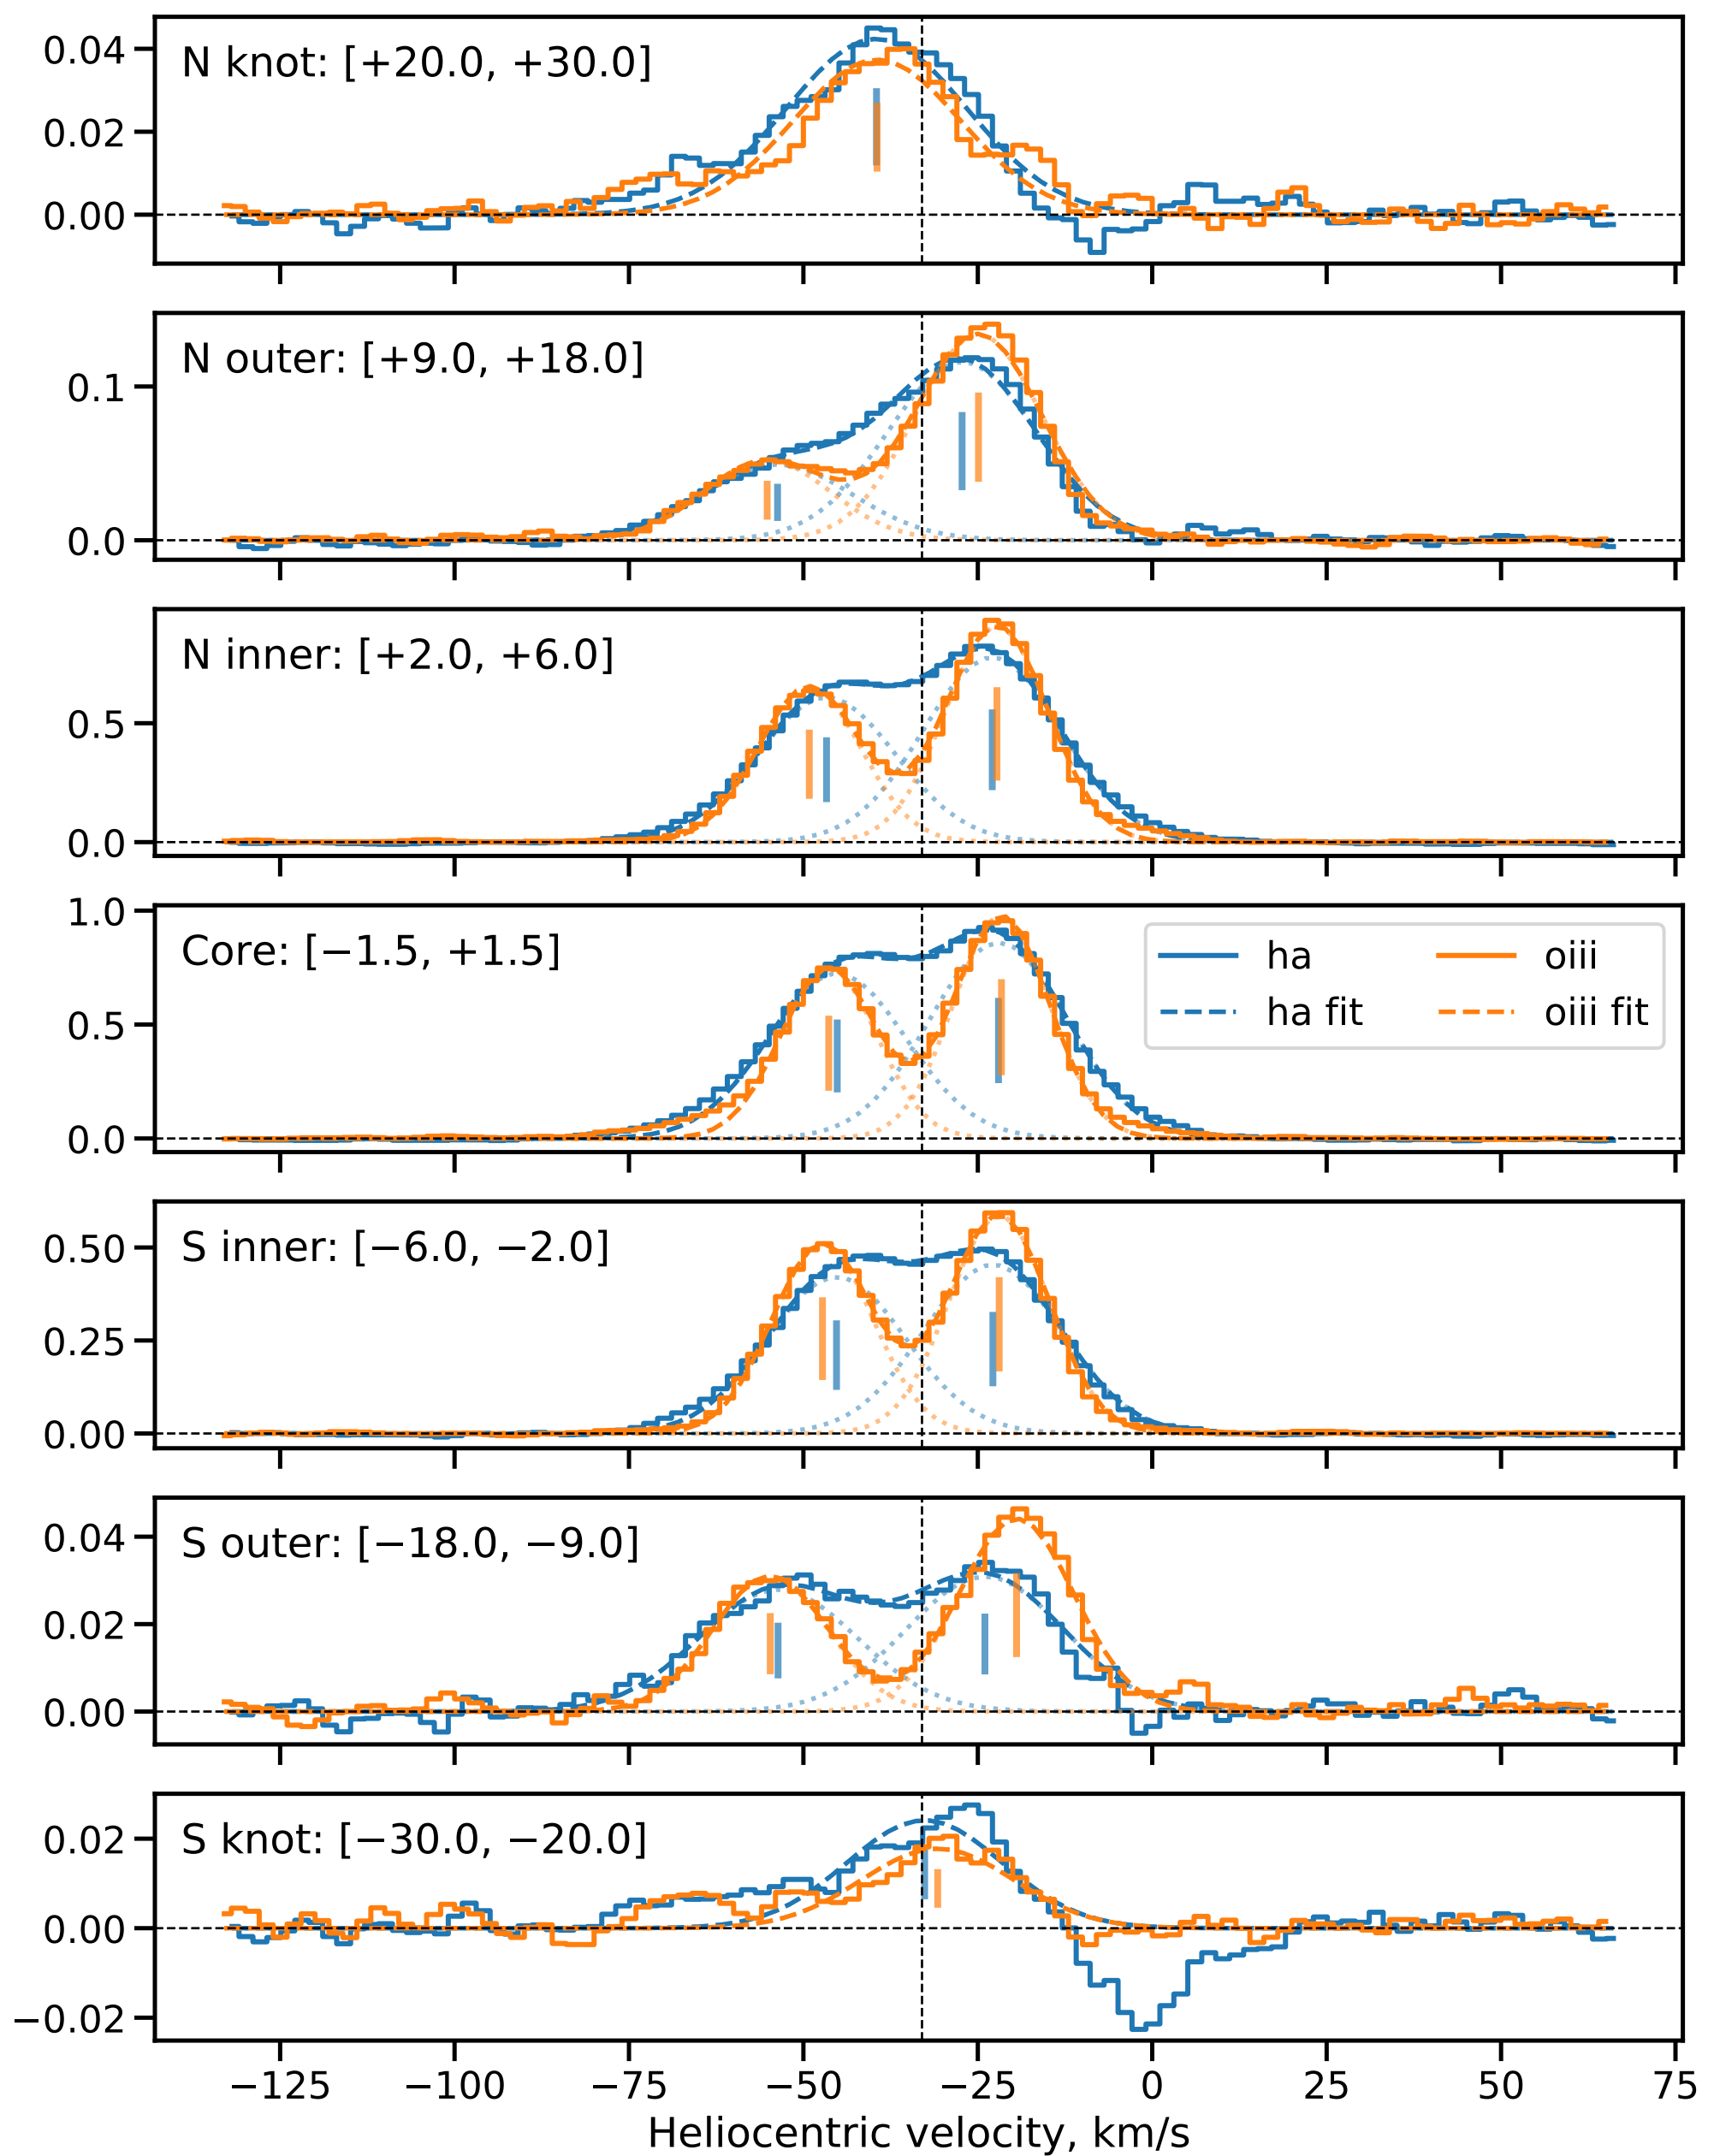 N knot: [+20.0, +30.0]
0.04
0.02
0.00
N outer: [+9.0, +18.0]
0.1
0.0
N inner: [+2.0, +6.0]
0.5
0.0
Core: [−1.5, +1.5]
1.0
0.5
0.0
ha oiii
ha fit oiii fit
S inner: [−6.0, −2.0]
0.50
0.25
0.00
S outer: [−18.0, −9.0]
0.04
0.02
0.00
S knot: [−30.0, −20.0]
0.02
0.00
−0.02
−125 −100 −75 −50 −25 0 25 50 75
Heliocentric velocity, km/s